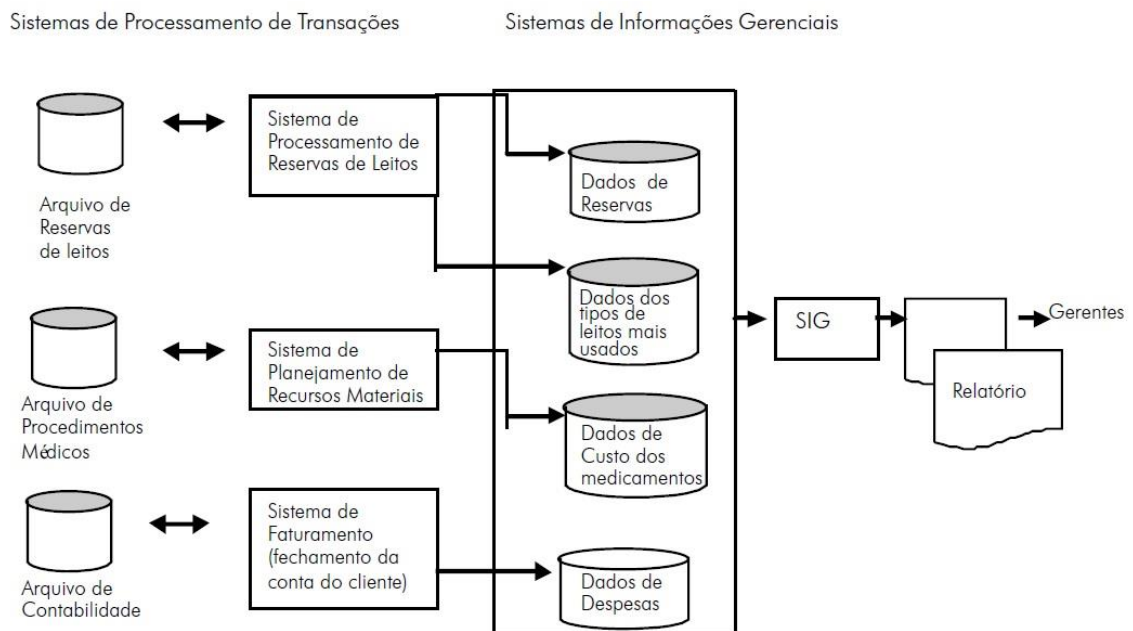 Sistemas de Processamento de Transações
Sistemas de Informações Gerenciais
Arquivo de
Reservas
de leitos
Sistema de
Processamento de
Reservas de Leitos
Dados de
Reservas
Dados dos
tipos de
leitos mais
usados
Arquivo de
Procedimentos
Médicos
Sistema de
Planejamento de
Recursos Materiais
Dados de
Custo dos
medicamentos
Arquivo de
Contabilidade
Sistema de
Faturamento
(fechamento da
conta do cliente)
Dados de
Despesas
SIG
Relatório
Gerentes